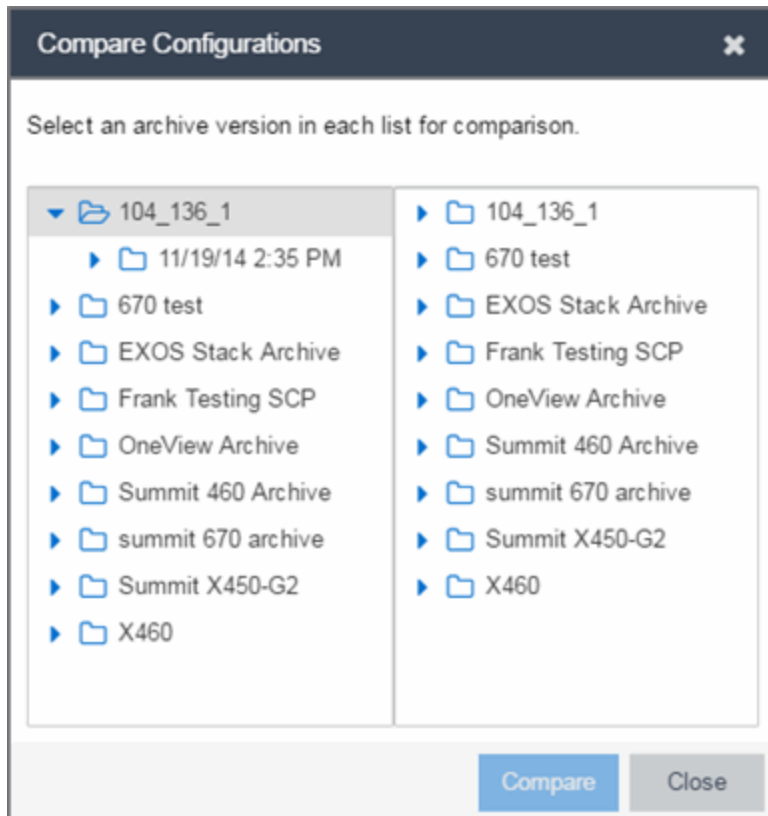 Compare Configurations
Select an archive version in each list for comparison.
104_136_1
11/19/14 2:35 PM
670 test
EXOS Stack Archive
Frank Testing SCP
OneView Archive
Summit 460 Archive
summit 670 archive
Summit X450-G2
X460
104_136_1
670 test
EXOS Stack Archive
Frank Testing SCP
OneView Archive
Summit 460 Archive
summit 670 archive
Summit X450-G2
X460
Compare
Close